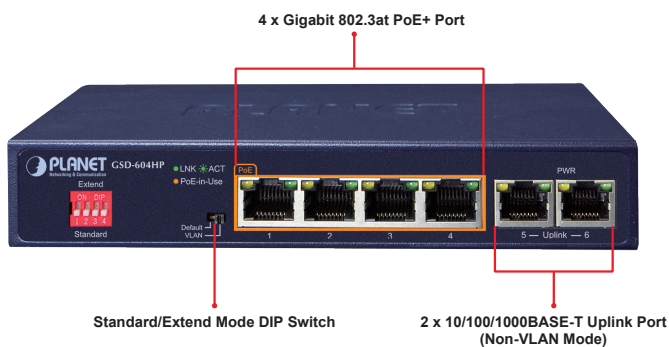 4 x Gigabit 802.3at PoE+ Port
PLANET
Networking & Communication
GSD-604HP
LNK ACT
PoE-in-Use
PoE
PWR
Extend
ON DIP
1 2 3 4
Standard
Default
VLAN
1 2 3 4
5 — Uplink — 6
Standard/Extend Mode DIP Switch
2 x 10/100/1000BASE-T Uplink Port
(Non-VLAN Mode)